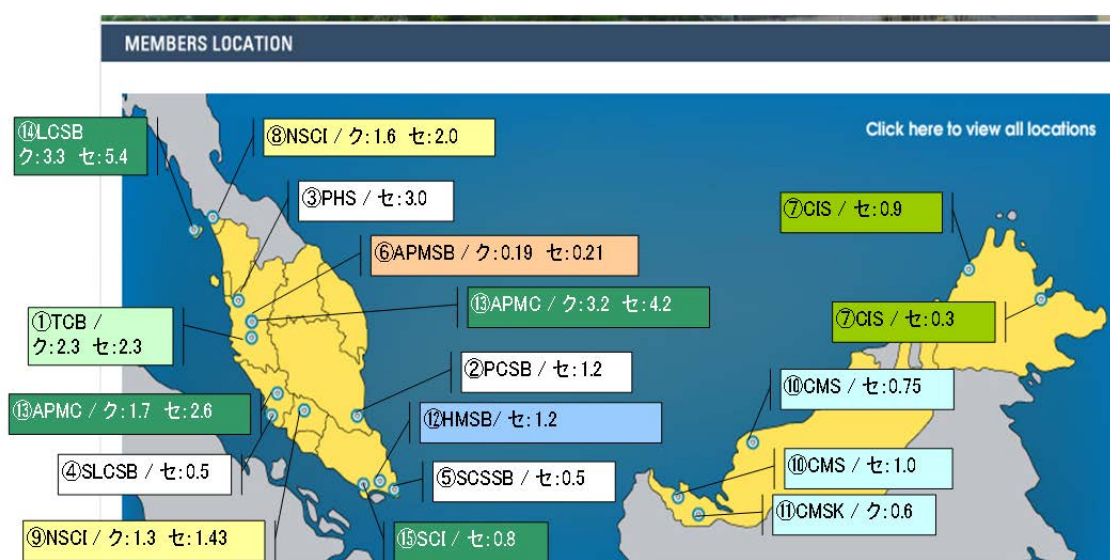 MEMBERS LOCATION
Click here to view all locations
⑭LCSB
ク:3.3 セ:5.4
⑧NSCI / ク:1.6 セ:2.0
③PHS / セ:3.0
⑦CIS / セ:0.9
⑥APMSB / ク:0.19 セ:0.21
⑬APMC / ク:3.2 セ:4.2
①TCB /
ク:2.3 セ:2.3
⑦CIS / セ:0.3
②PCSB / セ:1.2
⑩CMS / セ:0.75
⑬APMC / ク:1.7 セ:2.6
⑫HMSB/ セ:1.2
④SLCSB / セ:0.5
⑤SCSSB / セ:0.5
⑩CMS / セ:1.0
⑪CMSK / ク:0.6
⑨NSCI / ク:1.3 セ:1.43
⑮SCI / セ:0.8